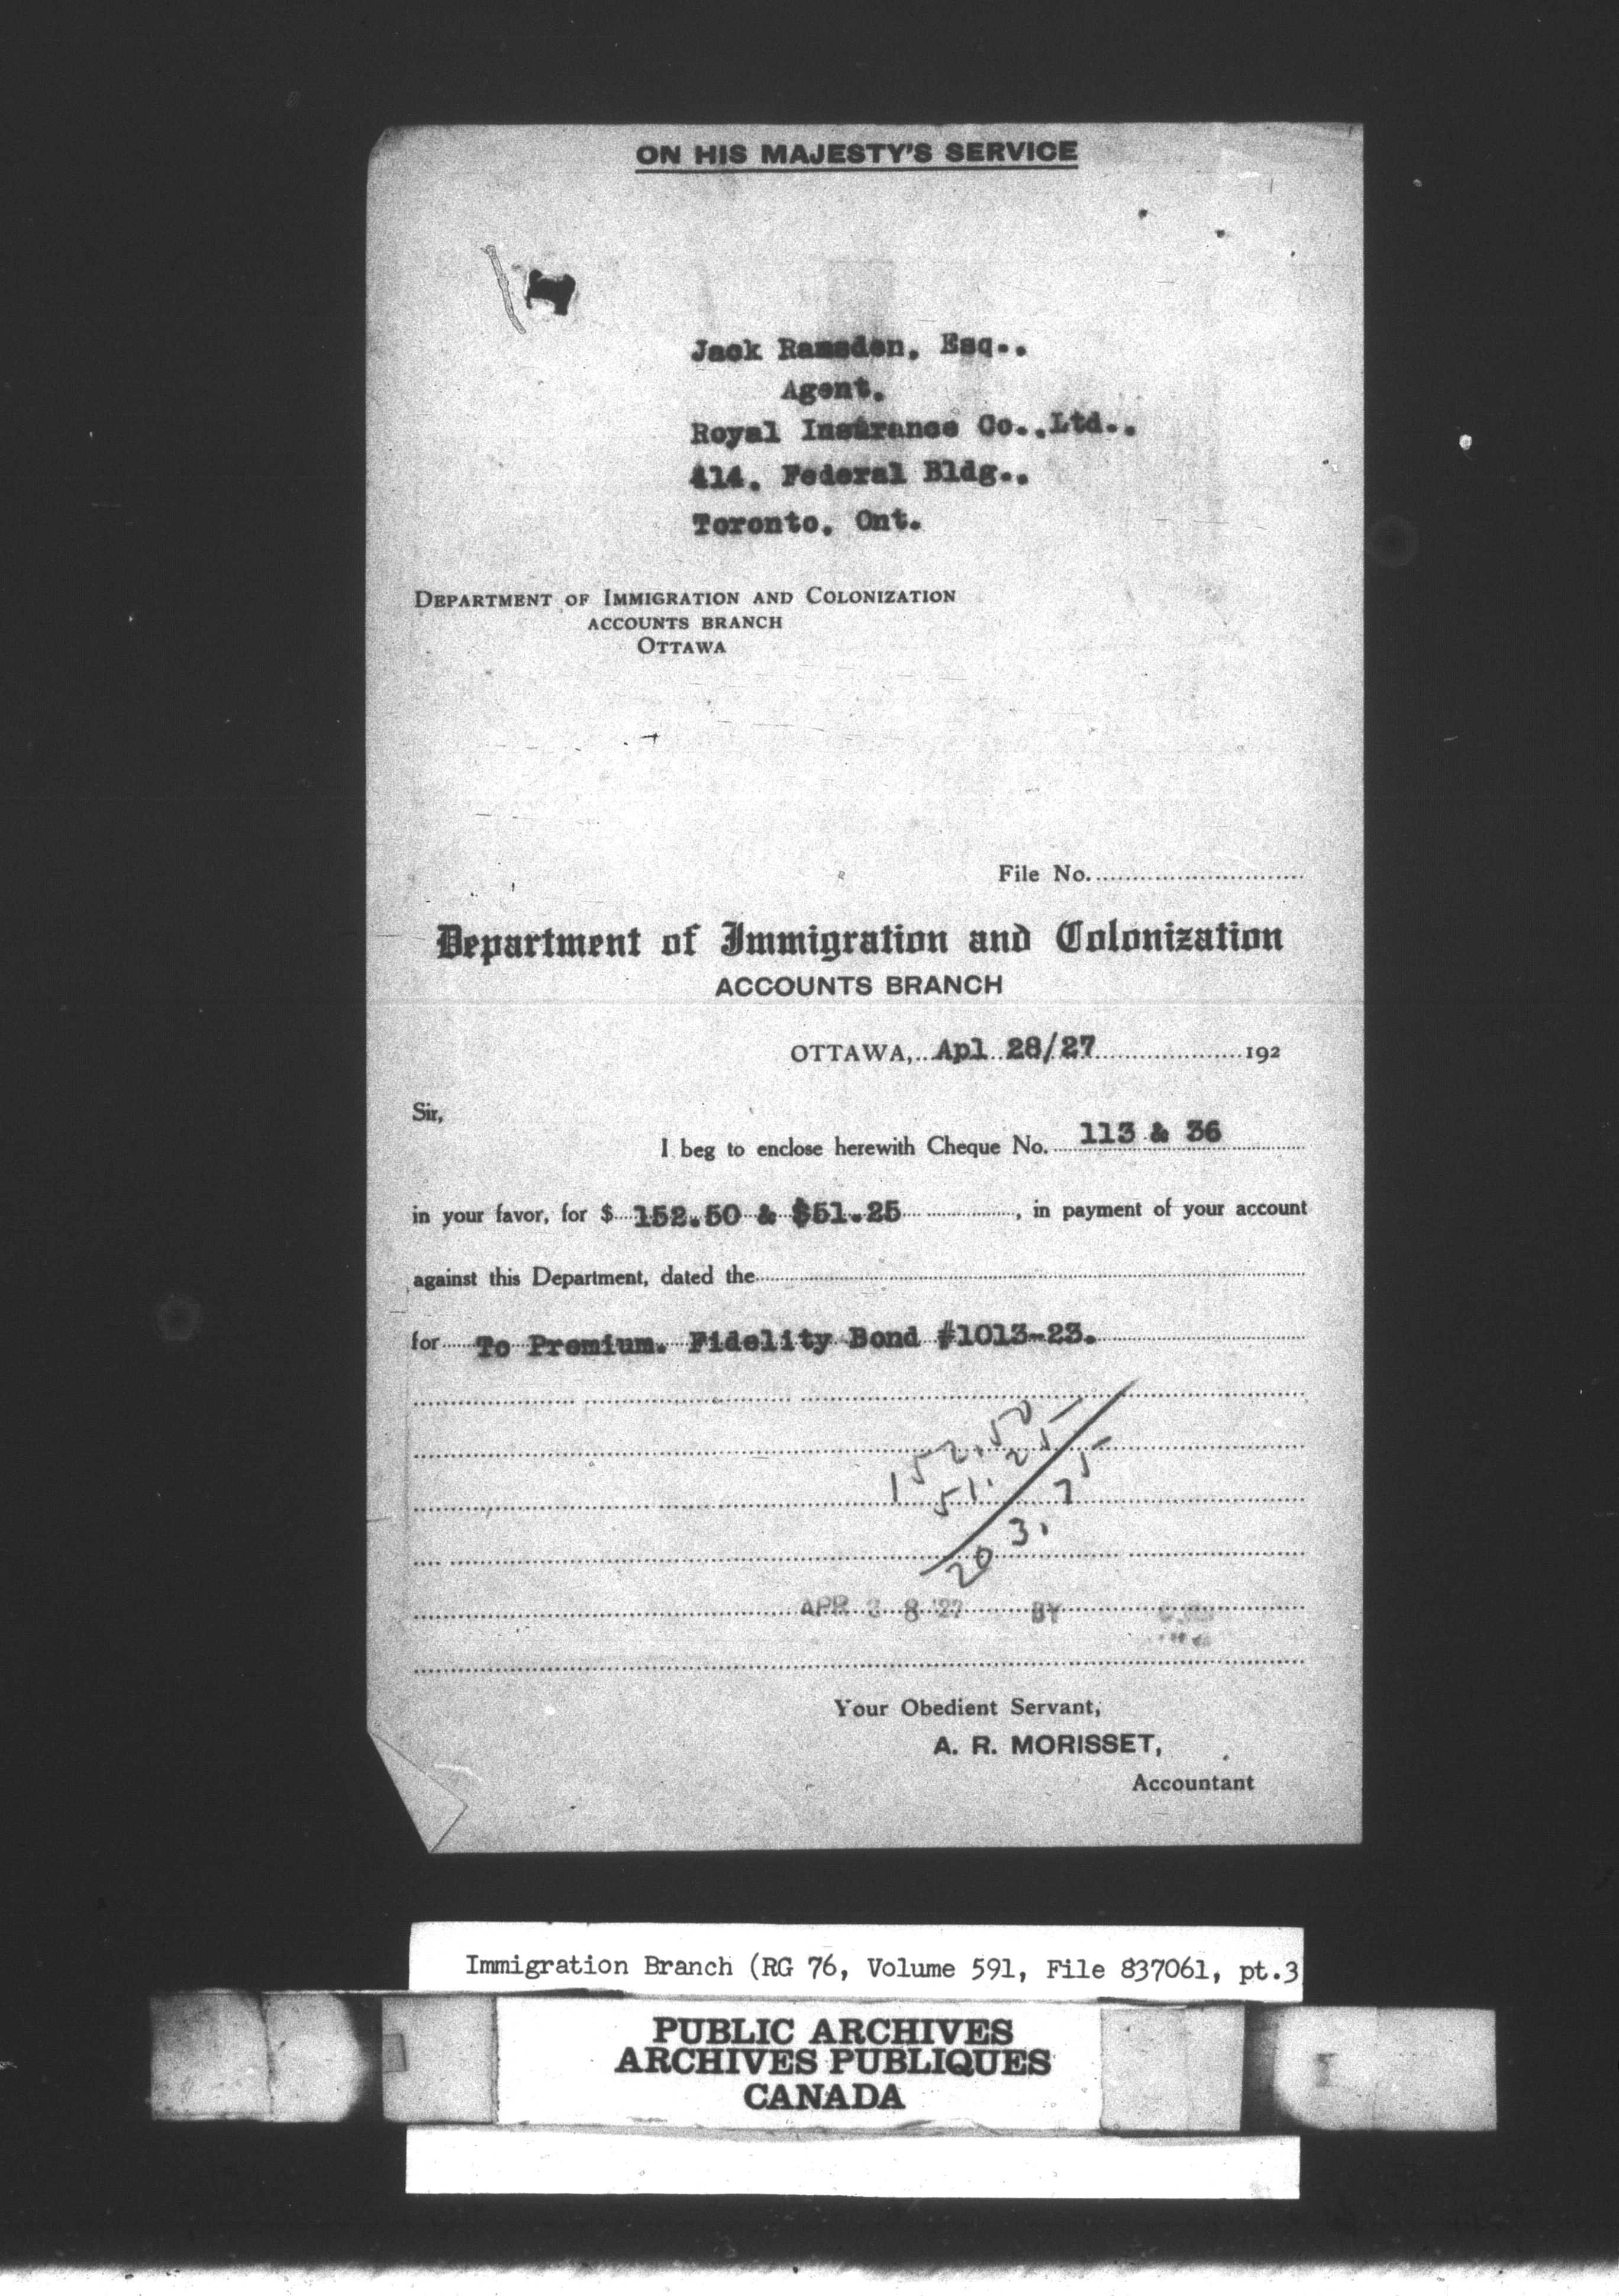 ON HIS MAJESTY'S SERVICE
Jack Ramsden, Esq.,
Agent,
Royal Insurance Co.,Ltd.,
414, Federal Bldg.,
Toronto, Ont.
DEPARTMENT OF IMMIGRATION AND COLONIZATION
ACCOUNTS BRANCH
OTTAWA
File No.
Department of Immigration and Colonization
ACCOUNTS BRANCH
OTTAWA, Apl 28/27 192
Sir,
I beg to enclose herewith Cheque No. 113 & 36
in your favor, for $ 152.50 & $51.25, in payment of your account
against this Department, dated the
for To Premium. Fidelity Bond #1013-23.
152.50
51.25
203.75
APR 28 '27 BY
Your Obedient Servant,
A. R. MORISSET,
Accountant
Immigration Branch (RG 76, Volume 591, File 837061, pt.3
PUBLIC ARCHIVES
ARCHIVES PUBLIQUES
CANADA